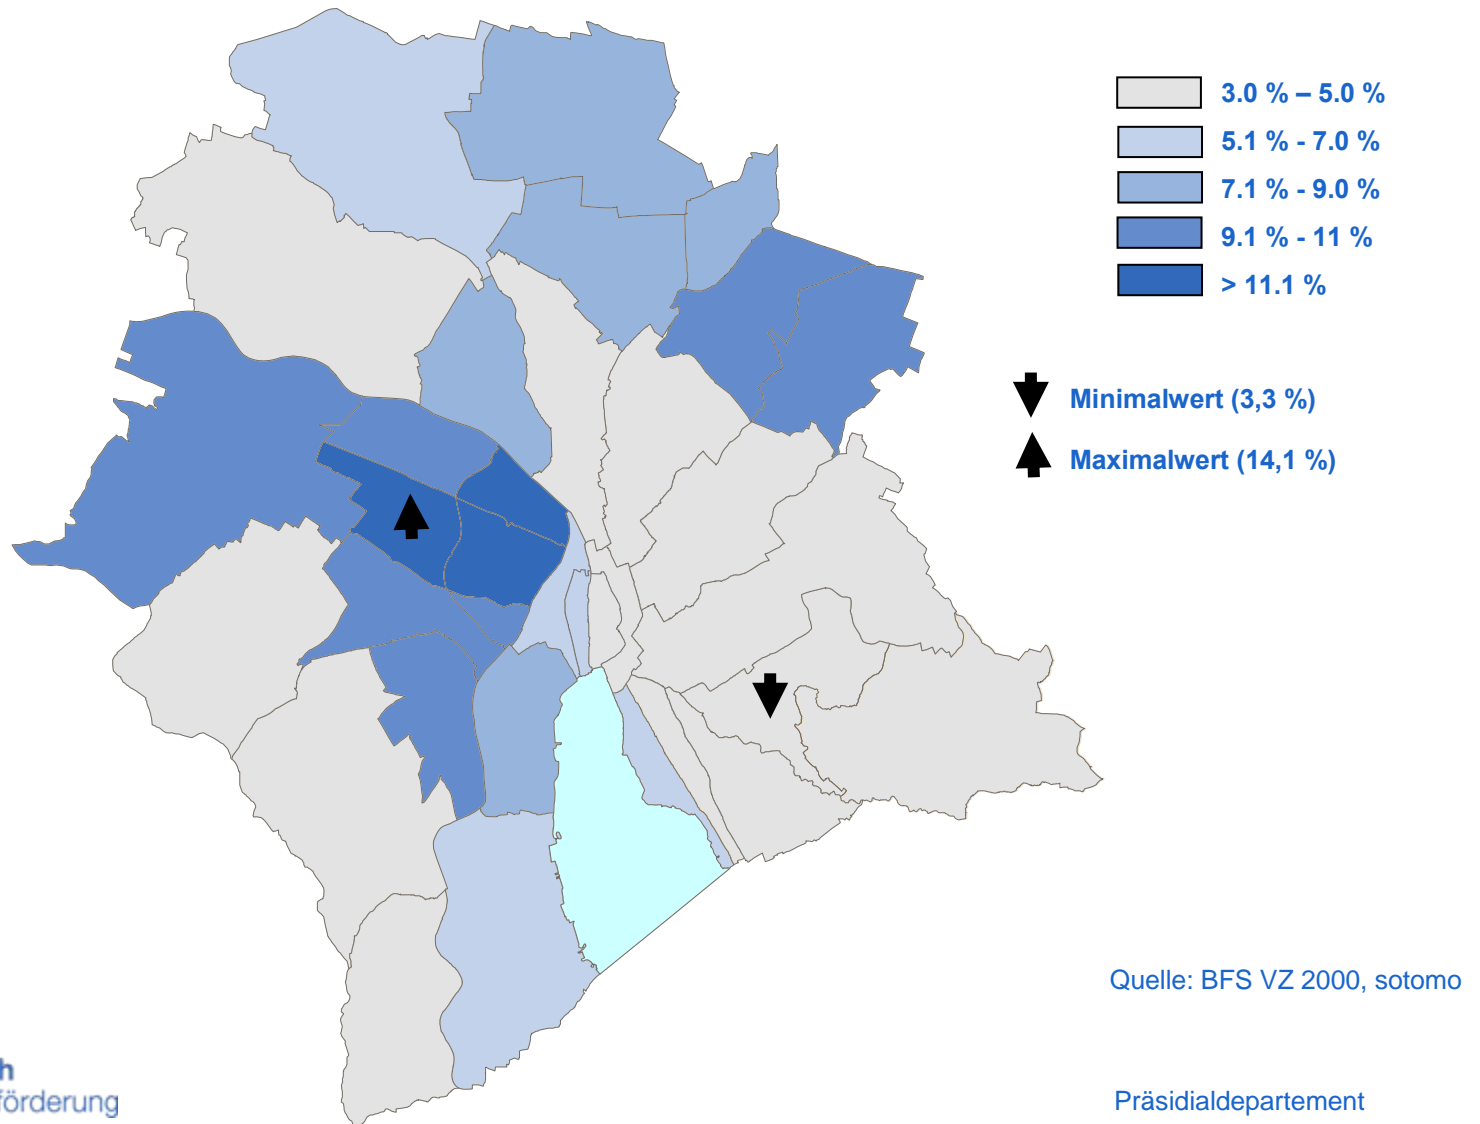 3.0 % – 5.0 %
5.1 % - 7.0 %
7.1 % - 9.0 %
9.1 % - 11 %
> 11.1 %
Minimalwert (3,3 %)
Maximalwert (14,1 %)
Quelle: BFS VZ 2000, sotomo
h
förderung
Präsidialdepartement